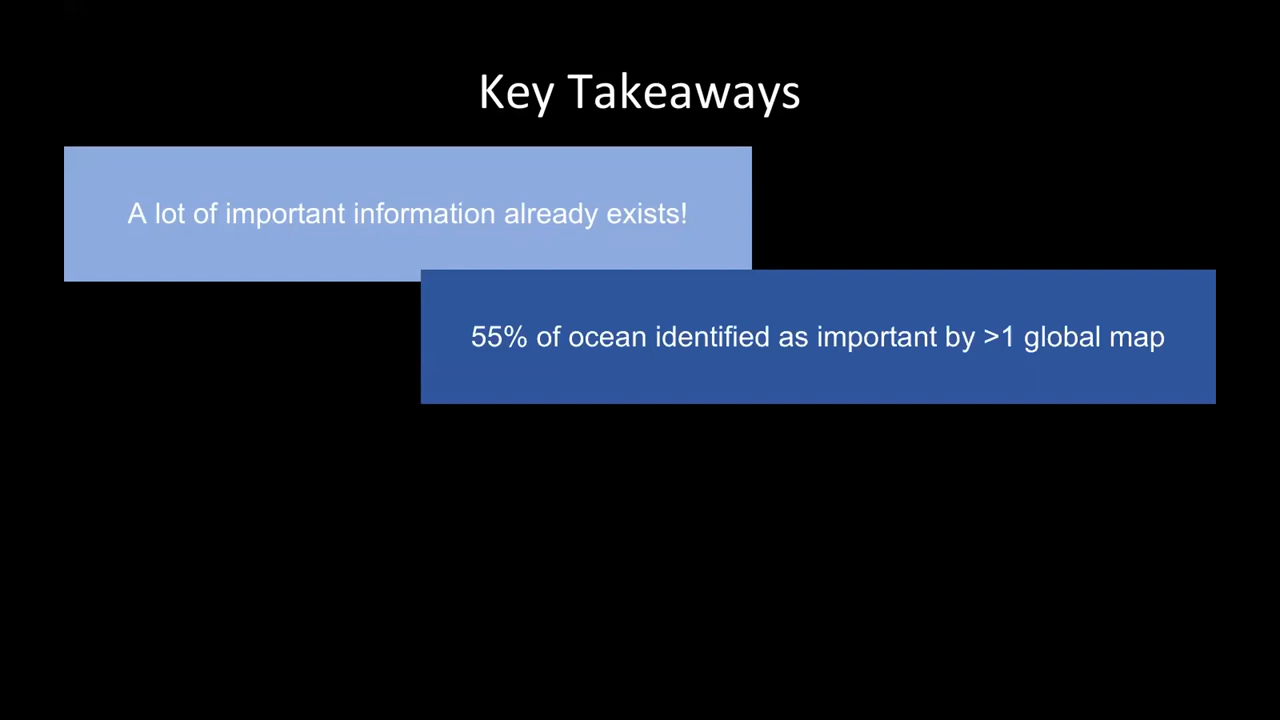 Key Takeaways
A lot of important information already exists!
55% of ocean identified as important by >1 global map